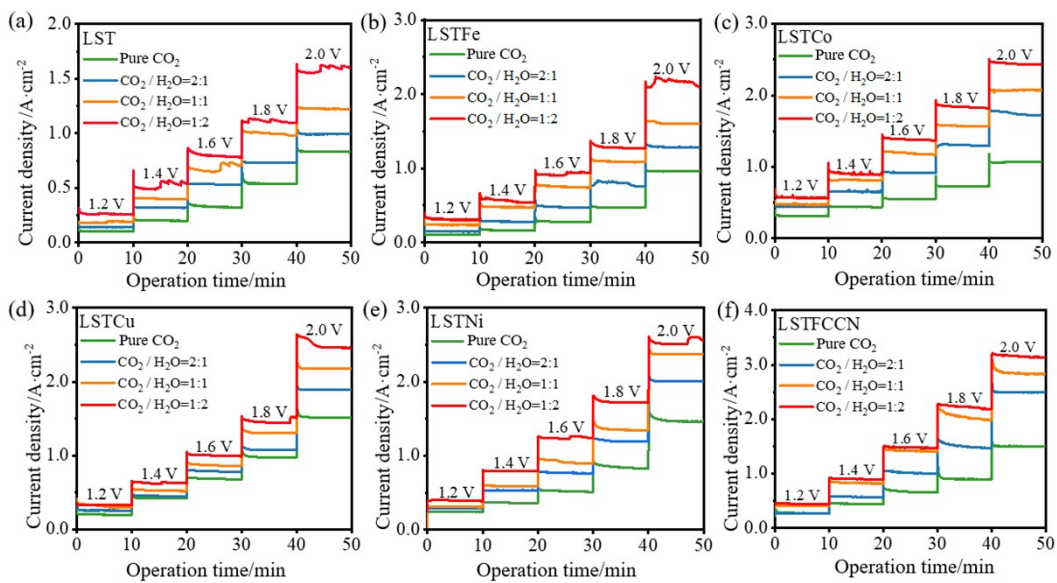 (a)
LST
Pure CO₂
CO₂ / H₂O=2:1
CO₂ / H₂O=1:1
CO₂ / H₂O=1:2
1.2 V
1.4 V
1.6 V
1.8 V
2.0 V
2.0
1.5
1.0
0.5
0.0
0 10 20 30 40 50
Current density/A·cm⁻²
Operation time/min
(b)
LSTFe
Pure CO₂
CO₂ / H₂O=2:1
CO₂ / H₂O=1:1
CO₂ / H₂O=1:2
1.2 V
1.4 V
1.6 V
1.8 V
2.0 V
3.0
2.0
1.0
0.0
0 10 20 30 40 50
Current density/A·cm⁻²
Operation time/min
(c)
LSTCo
Pure CO₂
CO₂ / H₂O=2:1
CO₂ / H₂O=1:1
CO₂ / H₂O=1:2
1.2 V
1.4 V
1.6 V
1.8 V
2.0 V
3.0
2.5
2.0
1.5
1.0
0.5
0.0
0 10 20 30 40 50
Current density/A·cm⁻²
Operation time/min
(d)
LSTCu
Pure CO₂
CO₂ / H₂O=2:1
CO₂ / H₂O=1:1
CO₂ / H₂O=1:2
1.2 V
1.4 V
1.6 V
1.8 V
2.0 V
3.0
2.0
1.0
0.0
0 10 20 30 40 50
Current density/A·cm⁻²
Operation time/min
(e)
LSTNi
Pure CO₂
CO₂ / H₂O=2:1
CO₂ / H₂O=1:1
CO₂ / H₂O=1:2
1.2 V
1.4 V
1.6 V
1.8 V
2.0 V
3.0
2.0
1.0
0.0
0 10 20 30 40 50
Current density/A·cm⁻²
Operation time/min
(f)
LSTFCCN
Pure CO₂
CO₂ / H₂O=2:1
CO₂ / H₂O=1:1
CO₂ / H₂O=1:2
1.2 V
1.4 V
1.6 V
1.8 V
2.0 V
4.0
3.0
2.0
1.0
0.0
0 10 20 30 40 50
Current density/A·cm⁻²
Operation time/min